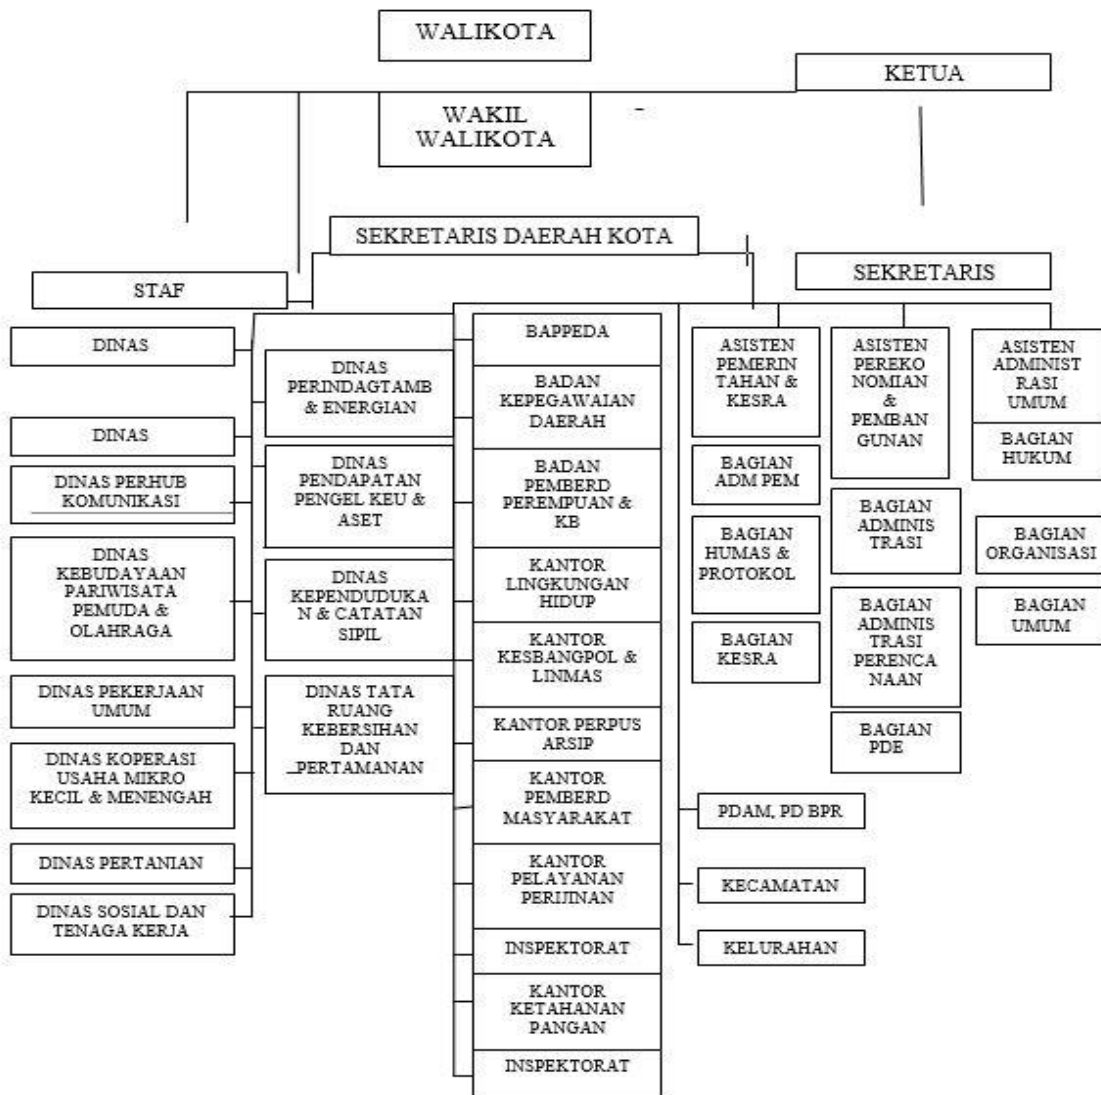 WALIKOTA
KETUA
WAKIL
WALIKOTA
SEKRETARIS DAERAH KOTA
SEKRETARIS
STAF
DINAS
DINAS
DINAS PERHUB
KOMUNIKASI
DINAS
KEBUDAYAAN
PARIWISATA
PEMUDA &
OLAHRAGA
DINAS PEKERJAAN
UMUM
DINAS KOPERASI
USAHA MIKRO
KECIL & MENENGAH
DINAS PERTANIAN
DINAS SOSIAL DAN
TENAGA KERJA
DINAS
PERINDAGTAMB
& ENERGIAN
DINAS
PENDAPATAN
PENGEL KEU &
ASET
DINAS
KEPENDUDUKA
N & CATATAN
SIPIL
DINAS TATA
RUANG
KEBERSIHAN
DAN
PERTAMANAN
BAPPEDA
BADAN
KEPEGAWAIAN
DAERAH
BADAN
PEMBERD
PEREMPUAN &
KB
KANTOR
LINGKUNGAN
HIDUP
KANTOR
KESBANGPOL &
LINMAS
KANTOR PERPUS
ARSIP
KANTOR
PEMBERD
MASYARAKAT
KANTOR
PELAYANAN
PERIJINAN
INSPEKTORAT
KANTOR
KETAHANAN
PANGAN
INSPEKTORAT
ASISTEN
PEMERIN
TAHAN &
KESRA
BAGIAN
ADM PEM
BAGIAN
HUMAS &
PROTOKOL
BAGIAN
KESRA
ASISTEN
PEREKO
NOMIAN
&
PEMBAN
GUNAN
BAGIAN
ADMINIS
TRASI
BAGIAN
ADMINIS
TRASI
PERENCA
NAAN
BAGIAN
PDE
ASISTEN
ADMINIST
RASI
UMUM
BAGIAN
HUKUM
BAGIAN
ORGANISASI
BAGIAN
UMUM
PDAM, PD BPR
KECAMATAN
KELURAHAN